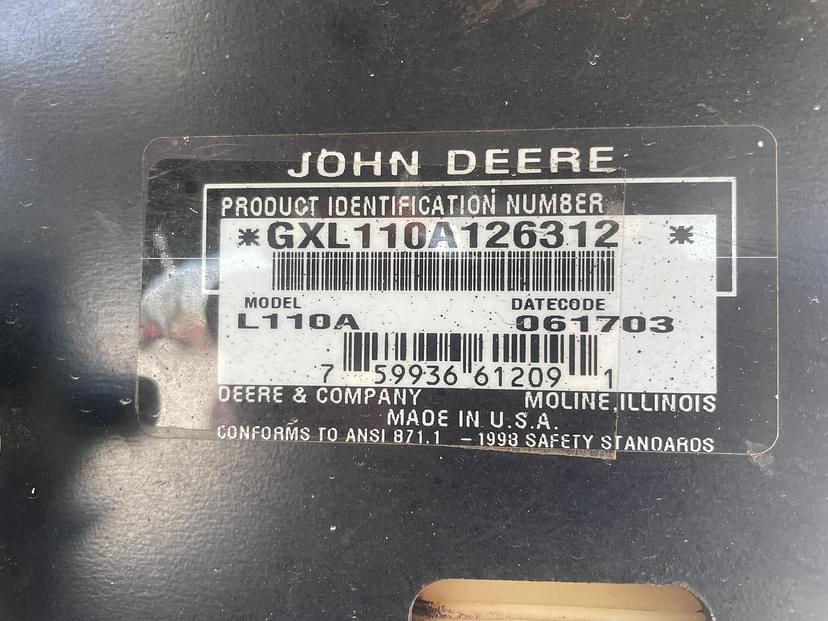 JOHN DEERE
PRODUCT IDENTIFICATION NUMBER
*GXL110A126312 *
MODEL DATECODE
L110A 061703
7 59936 61209 1
DEERE & COMPANY MOLINE, ILLINOIS
MADE IN U.S.A.
CONFORMS TO ANSI B71.1 – 1998 SAFETY STANDARDS